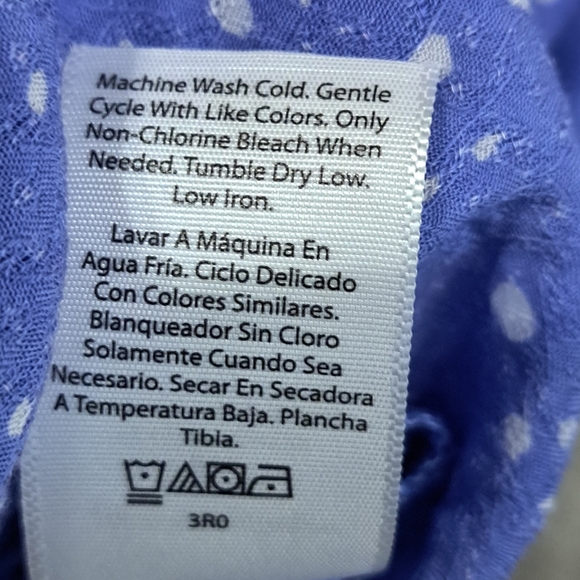 Machine Wash Cold. Gentle
Cycle With Like Colors. Only
Non-Chlorine Bleach When
Needed. Tumble Dry Low.
Low Iron.
Lavar A Máquina En
Agua Fría. Ciclo Delicado
Con Colores Similares.
Blanqueador Sin Cloro
Solamente Cuando Sea
Necesario. Secar En Secadora
A Temperatura Baja. Plancha
Tibia.
3R0